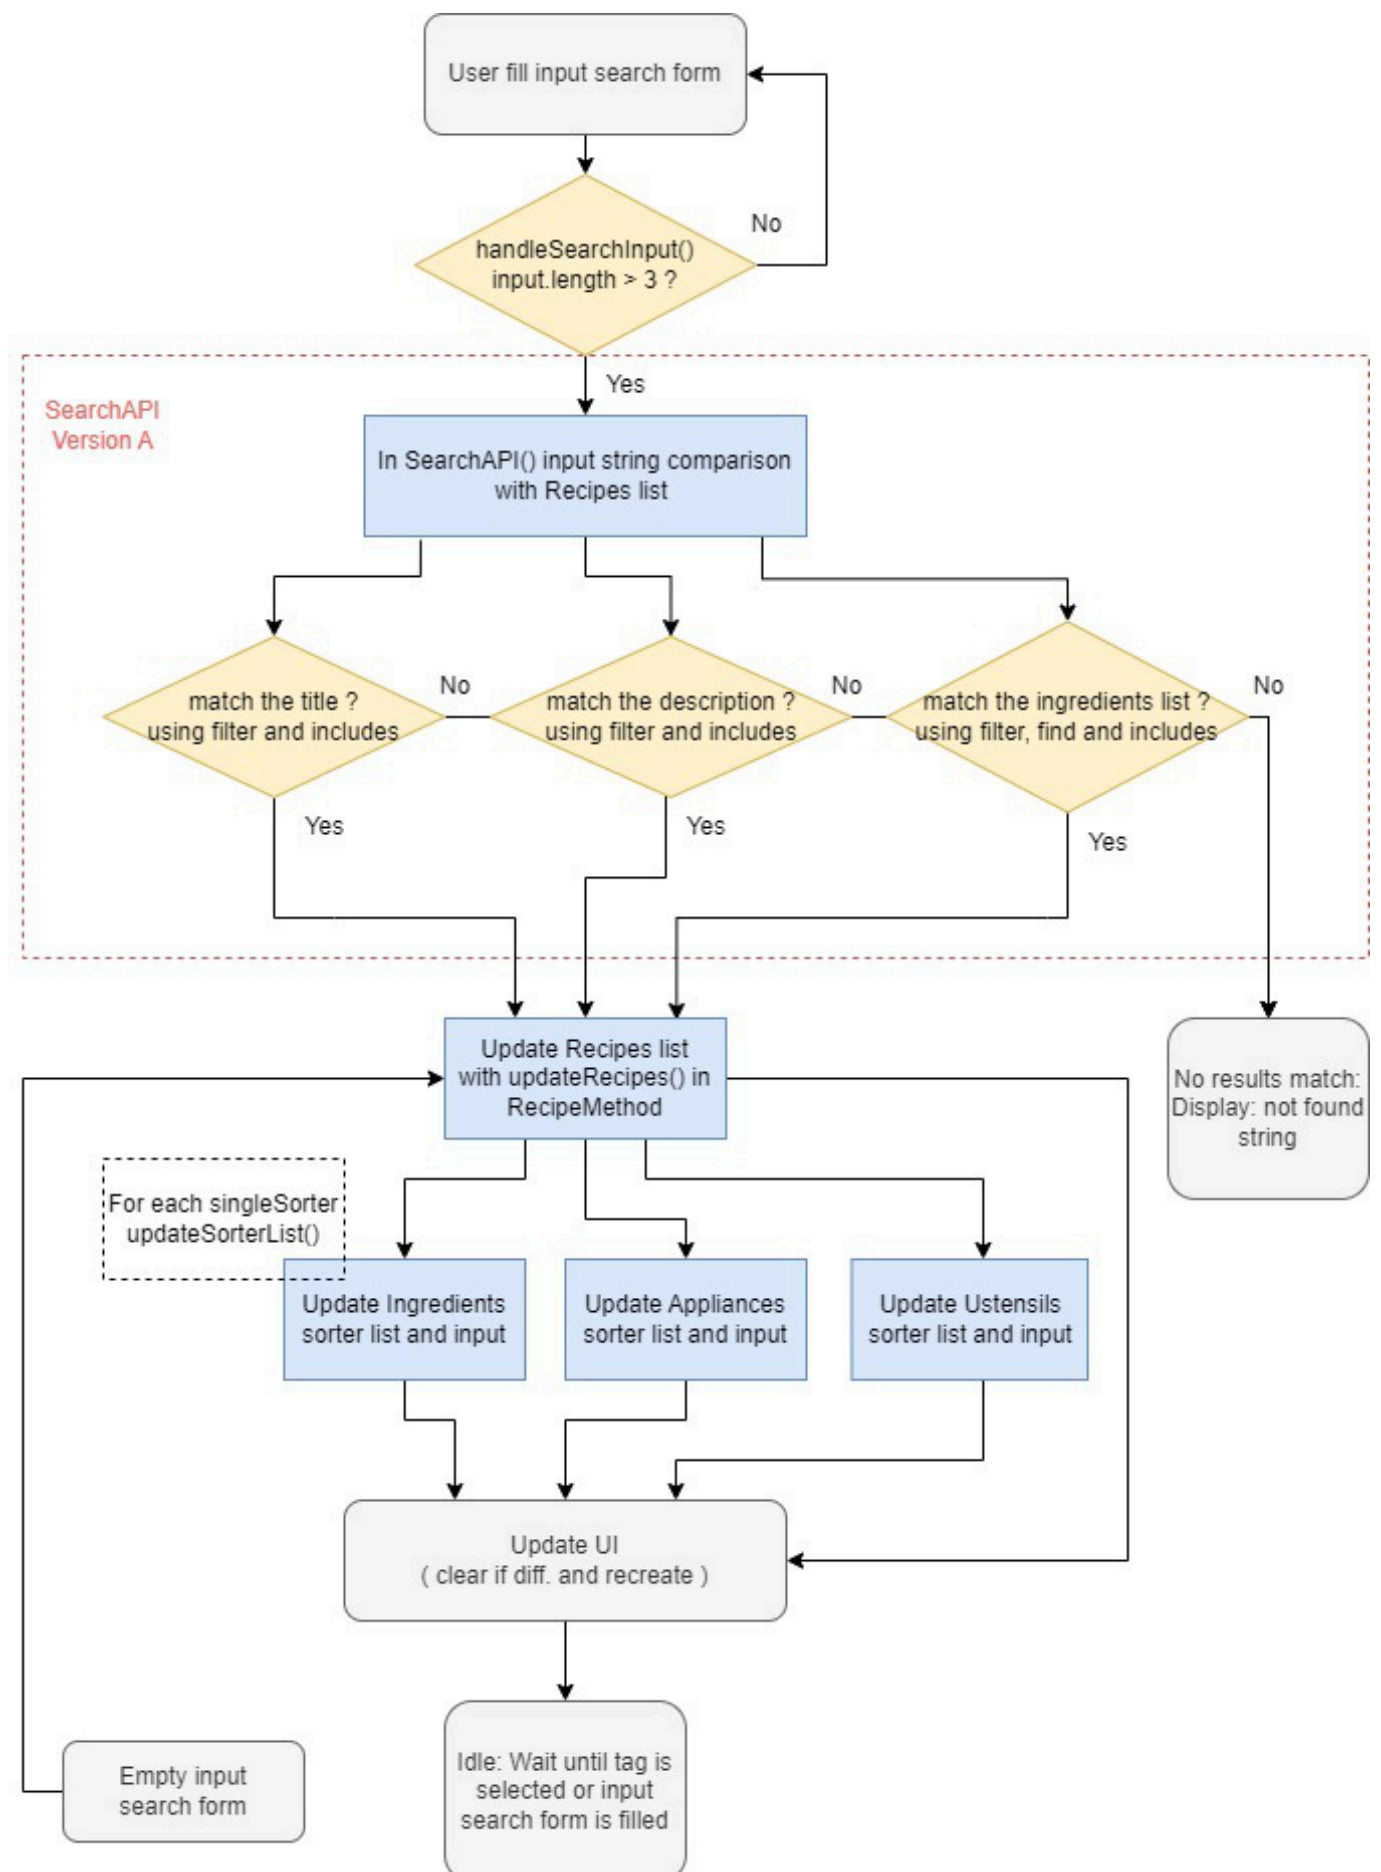 User fill input search form
No
handleSearchInput()
input.length > 3 ?
Yes
SearchAPI
Version A
In SearchAPI() input string comparison
with Recipes list
match the title ?
using filter and includes
No
match the description ?
using filter and includes
No
match the ingredients list ?
using filter, find and includes
No
Yes
Yes
Yes
Update Recipes list
with updateRecipes() in
RecipeMethod
No results match:
Display: not found
string
For each singleSorter
updateSorterList()
Update Ingredients
sorter list and input
Update Appliances
sorter list and input
Update Ustensils
sorter list and input
Update UI
( clear if diff. and recreate )
Empty input
search form
Idle: Wait until tag is
selected or input
search form is filled